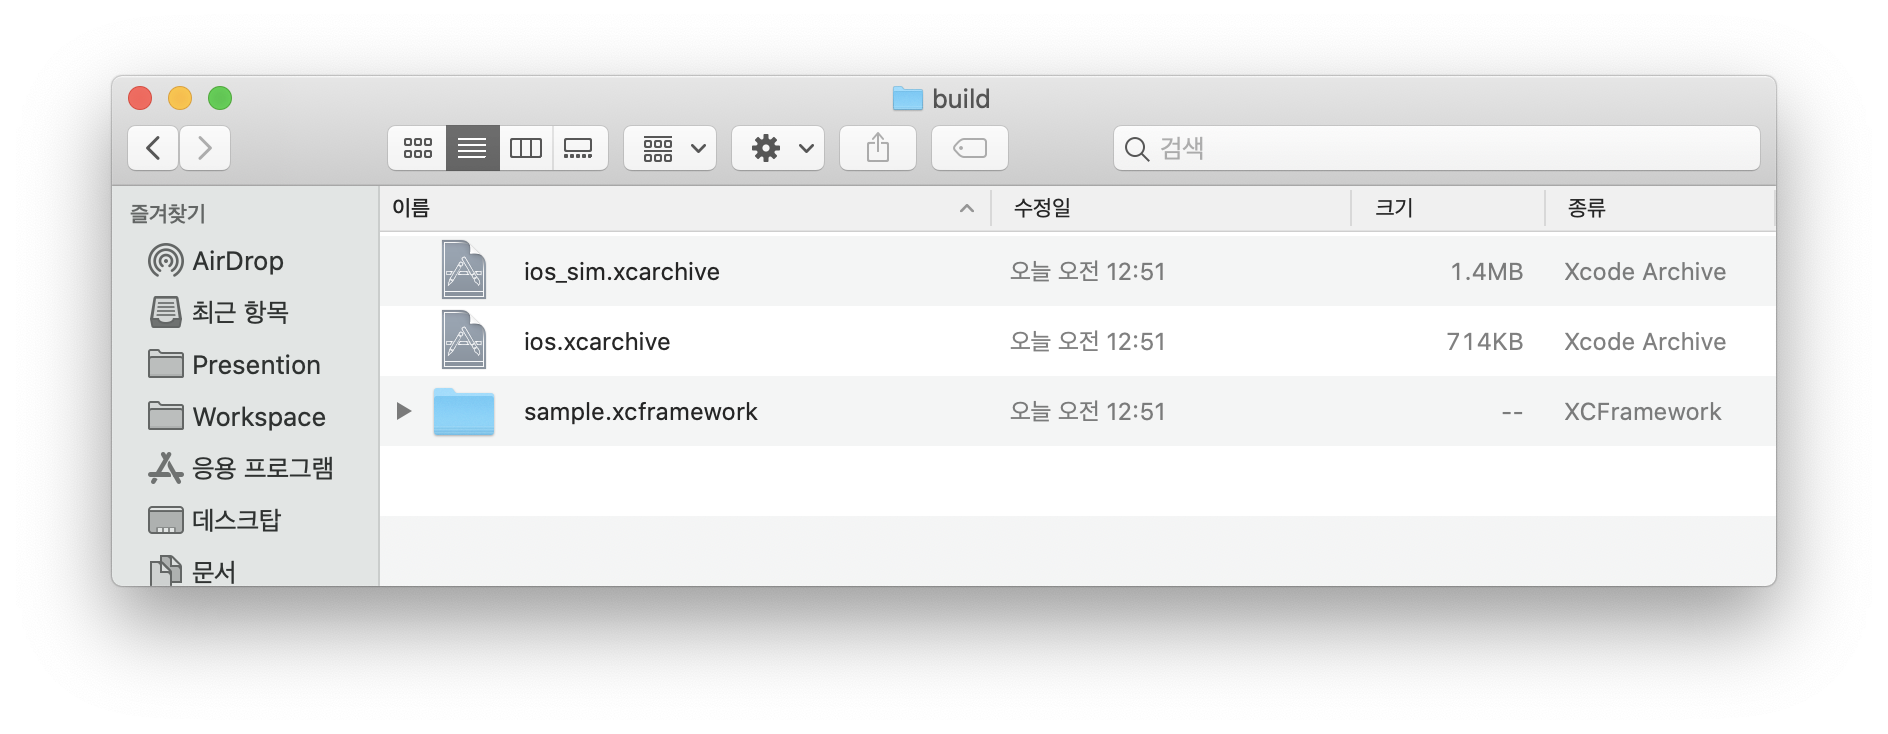 build
검색
즐겨찾기
AirDrop
최근 항목
Presention
Workspace
응용 프로그램
데스크탑
문서
이름 수정일 크기 종류
ios_sim.xcarchive 오늘 오전 12:51 1.4MB Xcode Archive
ios.xcarchive 오늘 오전 12:51 714KB Xcode Archive
sample.xcframework 오늘 오전 12:51 -- XCFramework